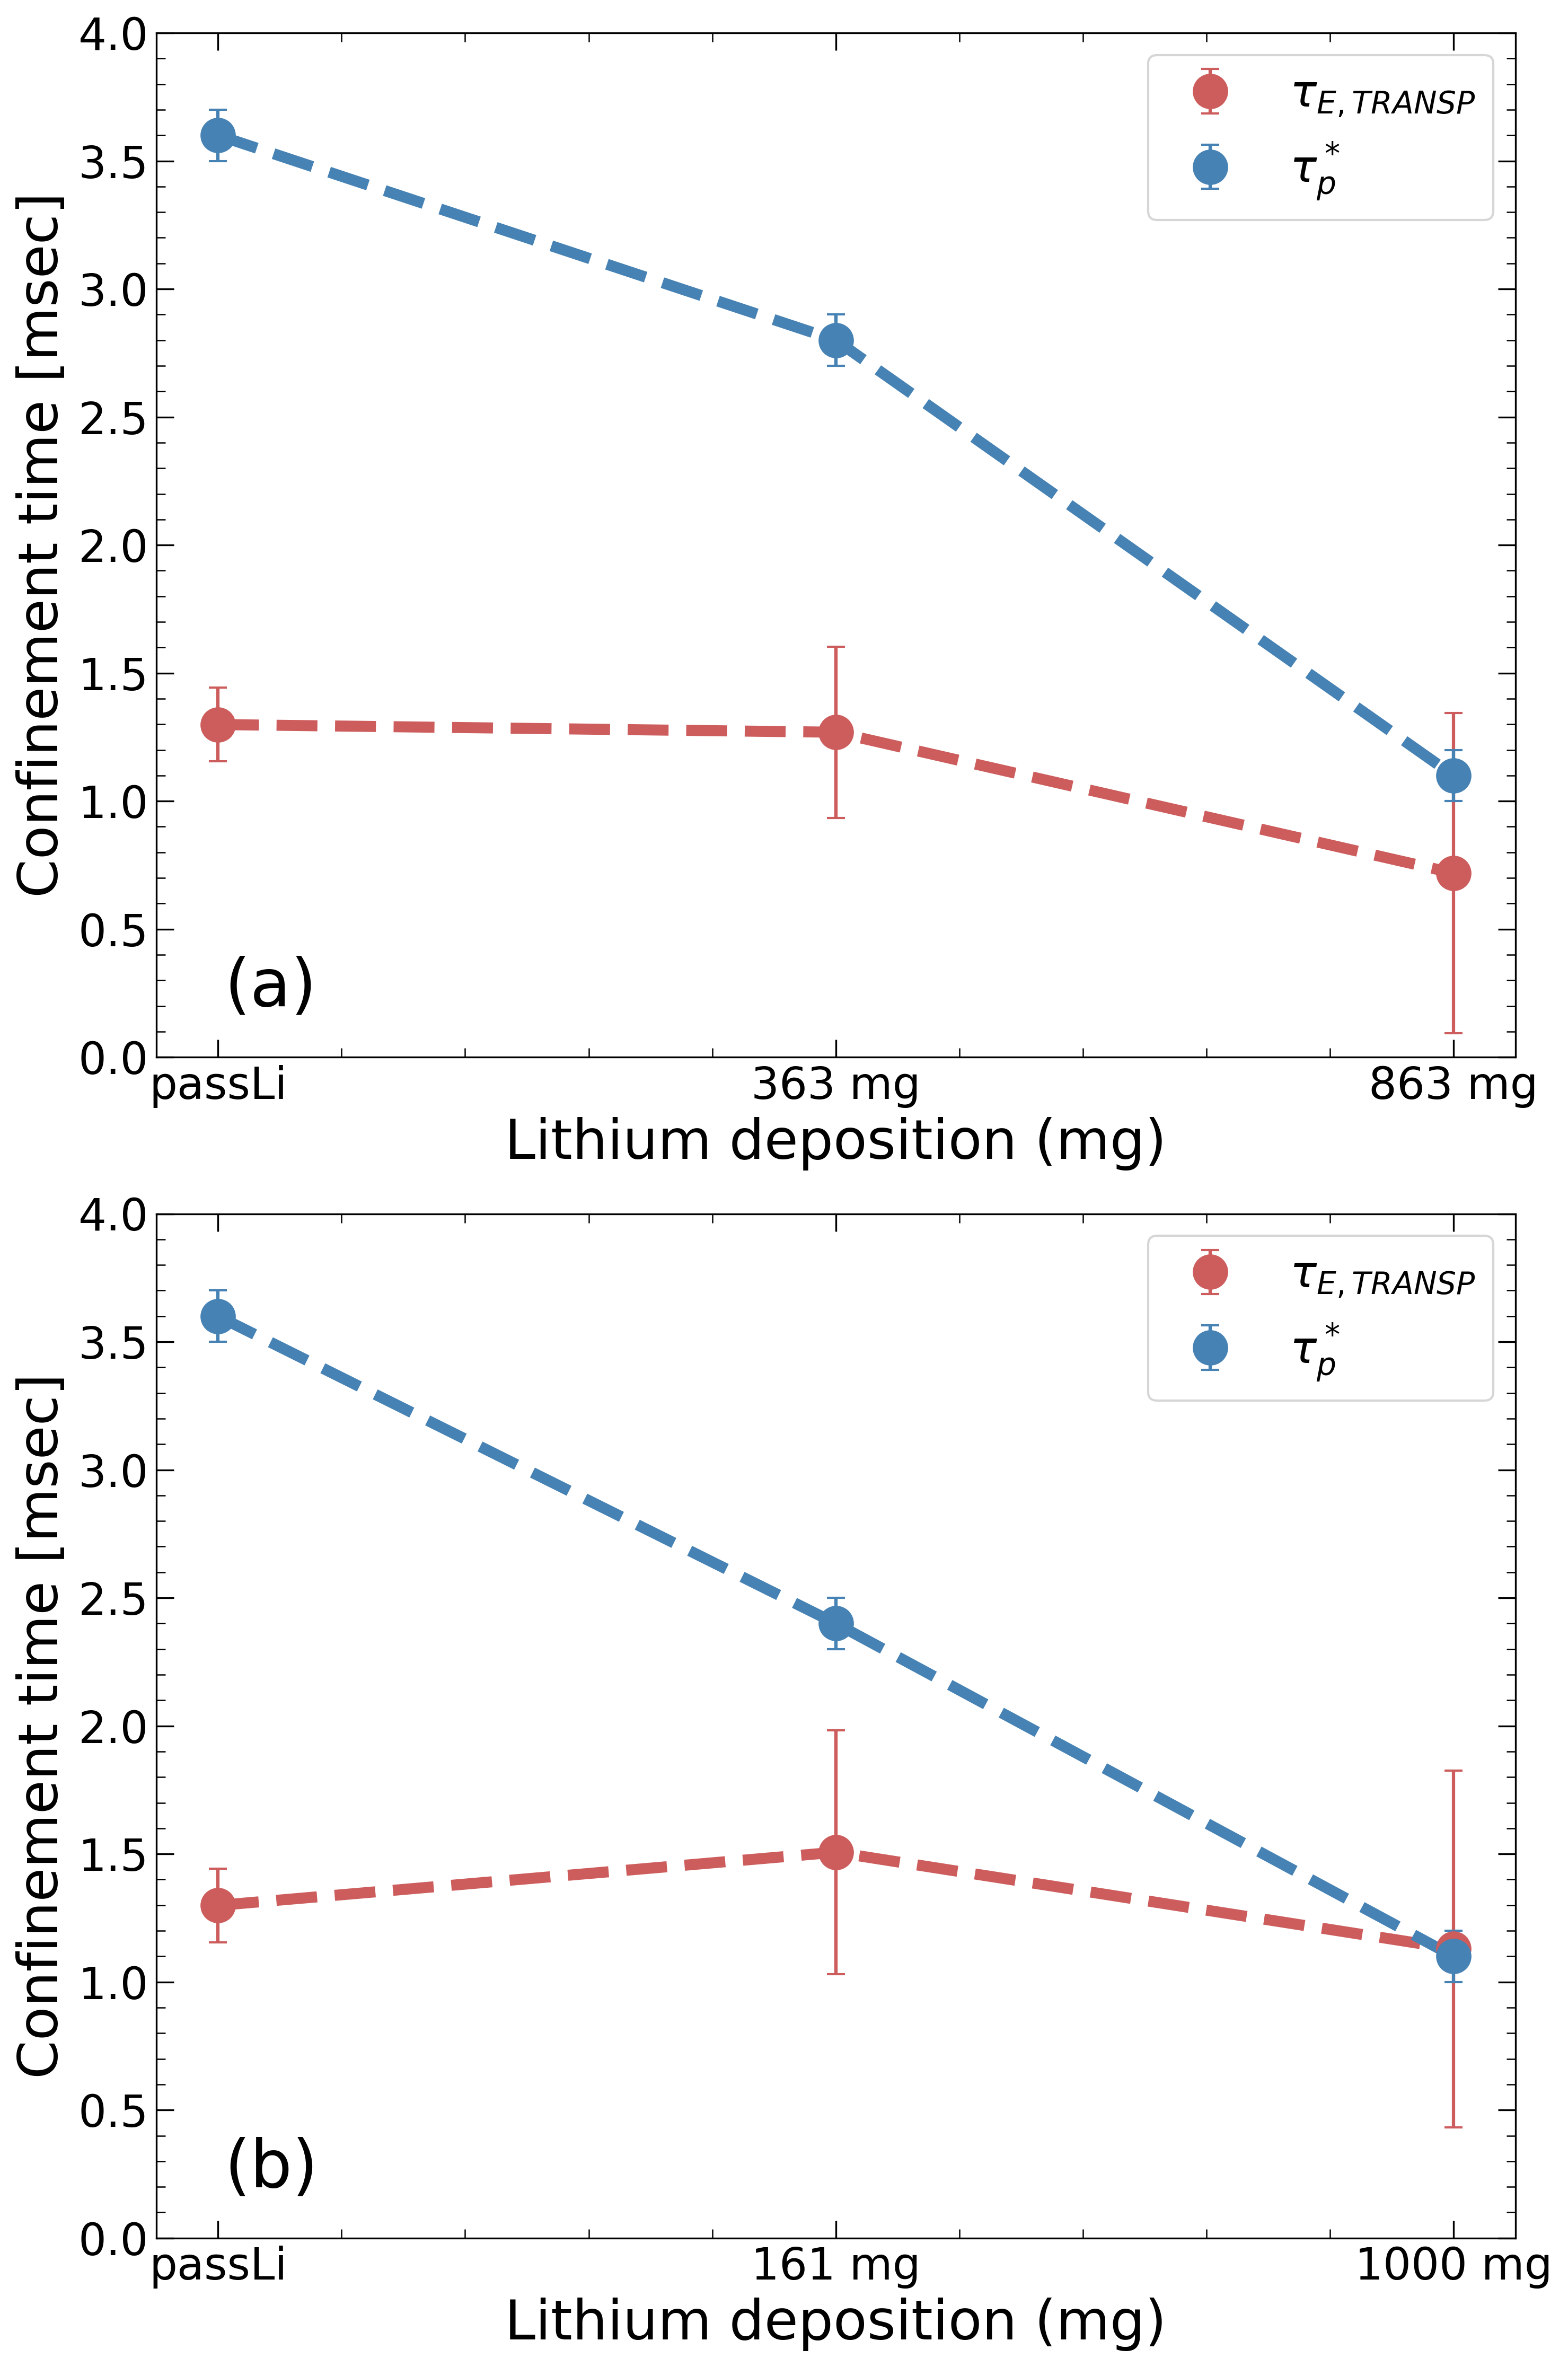 4.0
3.5
3.0
2.5
2.0
1.5
1.0
0.5
0.0
Confinement time [msec]
τE, TRANSP
τp*
(a)
passLi 363 mg 863 mg
Lithium deposition (mg)
4.0
3.5
3.0
2.5
2.0
1.5
1.0
0.5
0.0
Confinement time [msec]
τE, TRANSP
τp*
(b)
passLi 161 mg 1000 mg
Lithium deposition (mg)